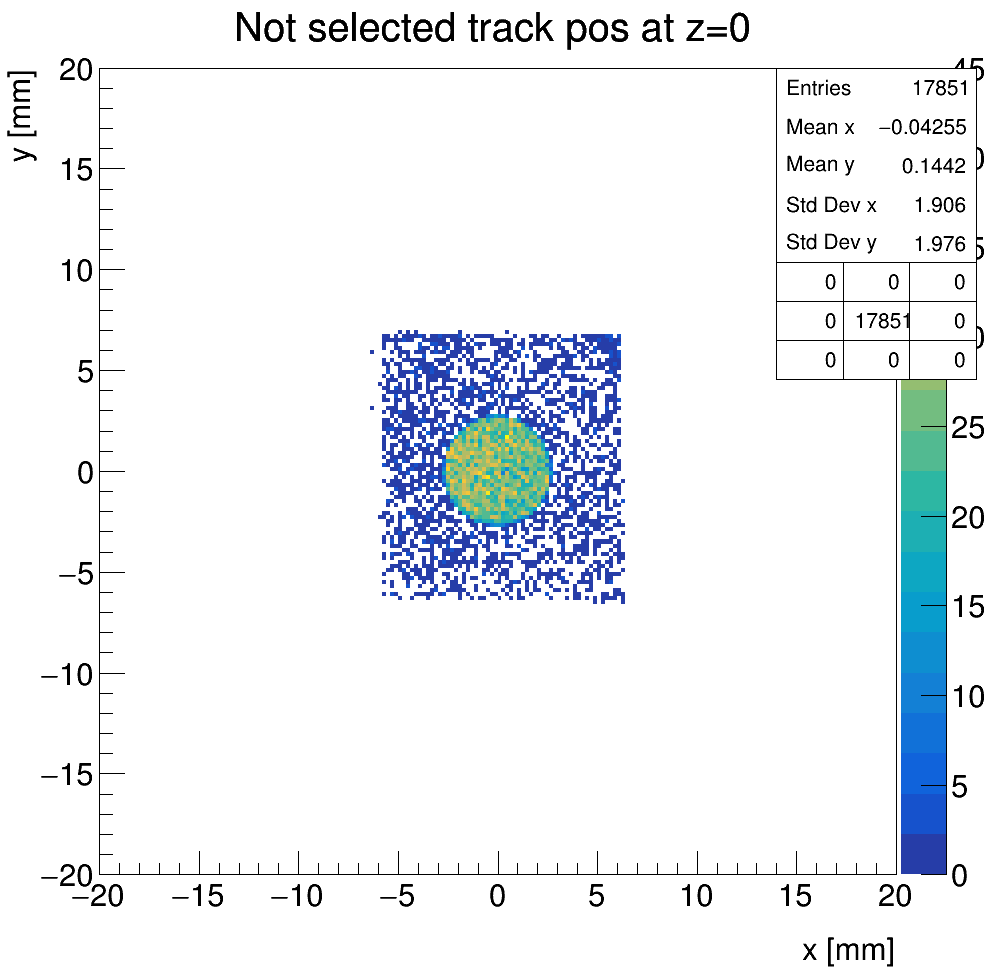 Not selected track pos at z=0
y [mm]
20
15
10
5
0
−5
−10
−15
−20
−20 −15 −10 −5 0 5 10 15 20
x [mm]
Entries 17851
Mean x −0.04255
Mean y 0.1442
Std Dev x 1.906
Std Dev y 1.976
0 0 0
0 17851 0
0 0 0
25
20
15
10
5
0